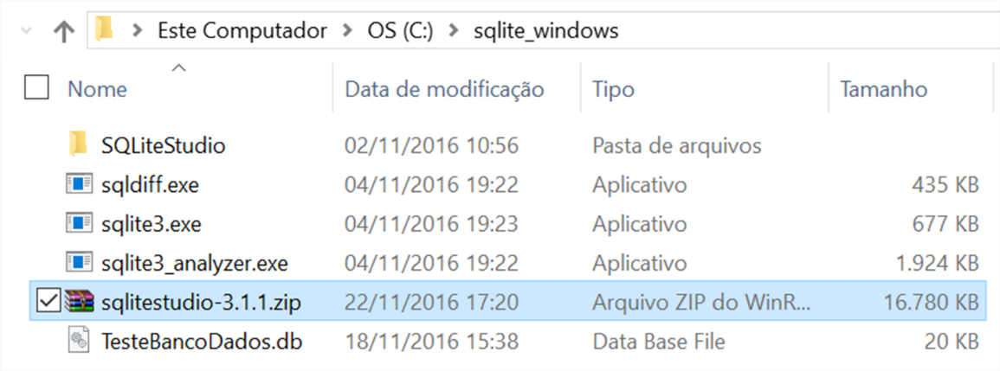 Este Computador > OS (C:) > sqlite_windows
Nome Data de modificação Tipo Tamanho
SQLiteStudio 02/11/2016 10:56 Pasta de arquivos
sqldiff.exe 04/11/2016 19:22 Aplicativo 435 KB
sqlite3.exe 04/11/2016 19:23 Aplicativo 677 KB
sqlite3_analyzer.exe 04/11/2016 19:22 Aplicativo 1.924 KB
sqlitestudio-3.1.1.zip 22/11/2016 17:20 Arquivo ZIP do WinR... 16.780 KB
TesteBancoDados.db 18/11/2016 15:38 Data Base File 20 KB